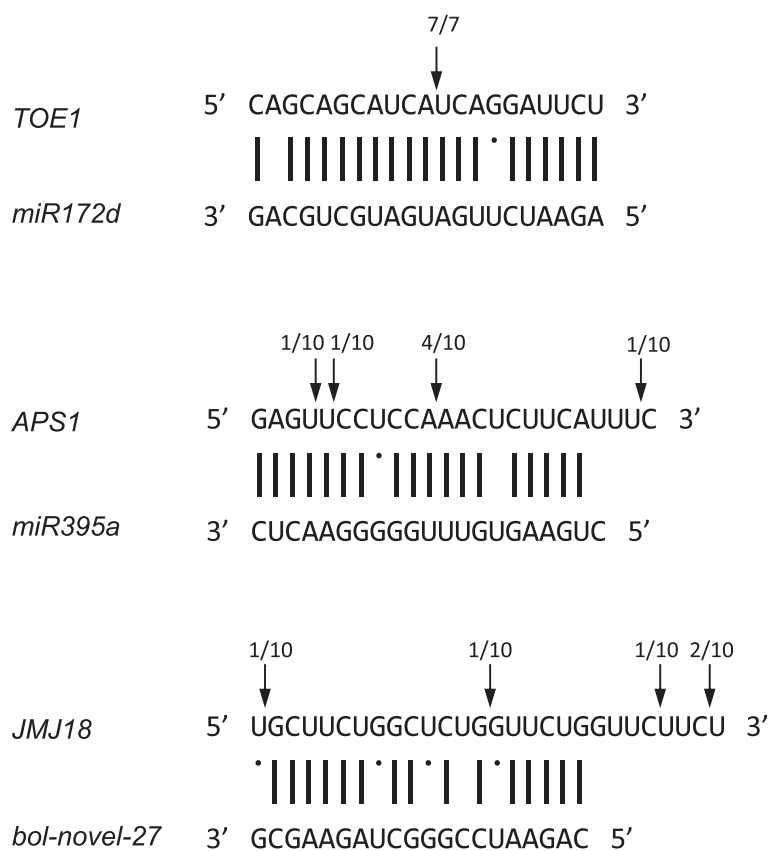 7/7
TOE1 5’ CAGCAGCAUCAUCAGGAUUCU 3’
miR172d 3’ GACGUCGUAGUAGUUCUAAGA 5’
1/10 1/10 4/10 1/10
APS1 5’ GAGUUCCUCCAAACUCUUCAUUUC 3’
miR395a 3’ CUCAAGGGGGUUUGUGAAGUC 5’
1/10 1/10 1/10 2/10
JMJ18 5’ UGCUUCUGGCUCUGGUUCUGGUUCUUCU 3’
bol-novel-27 3’ GCGAAGAUCGGGCCUAAGAC 5’